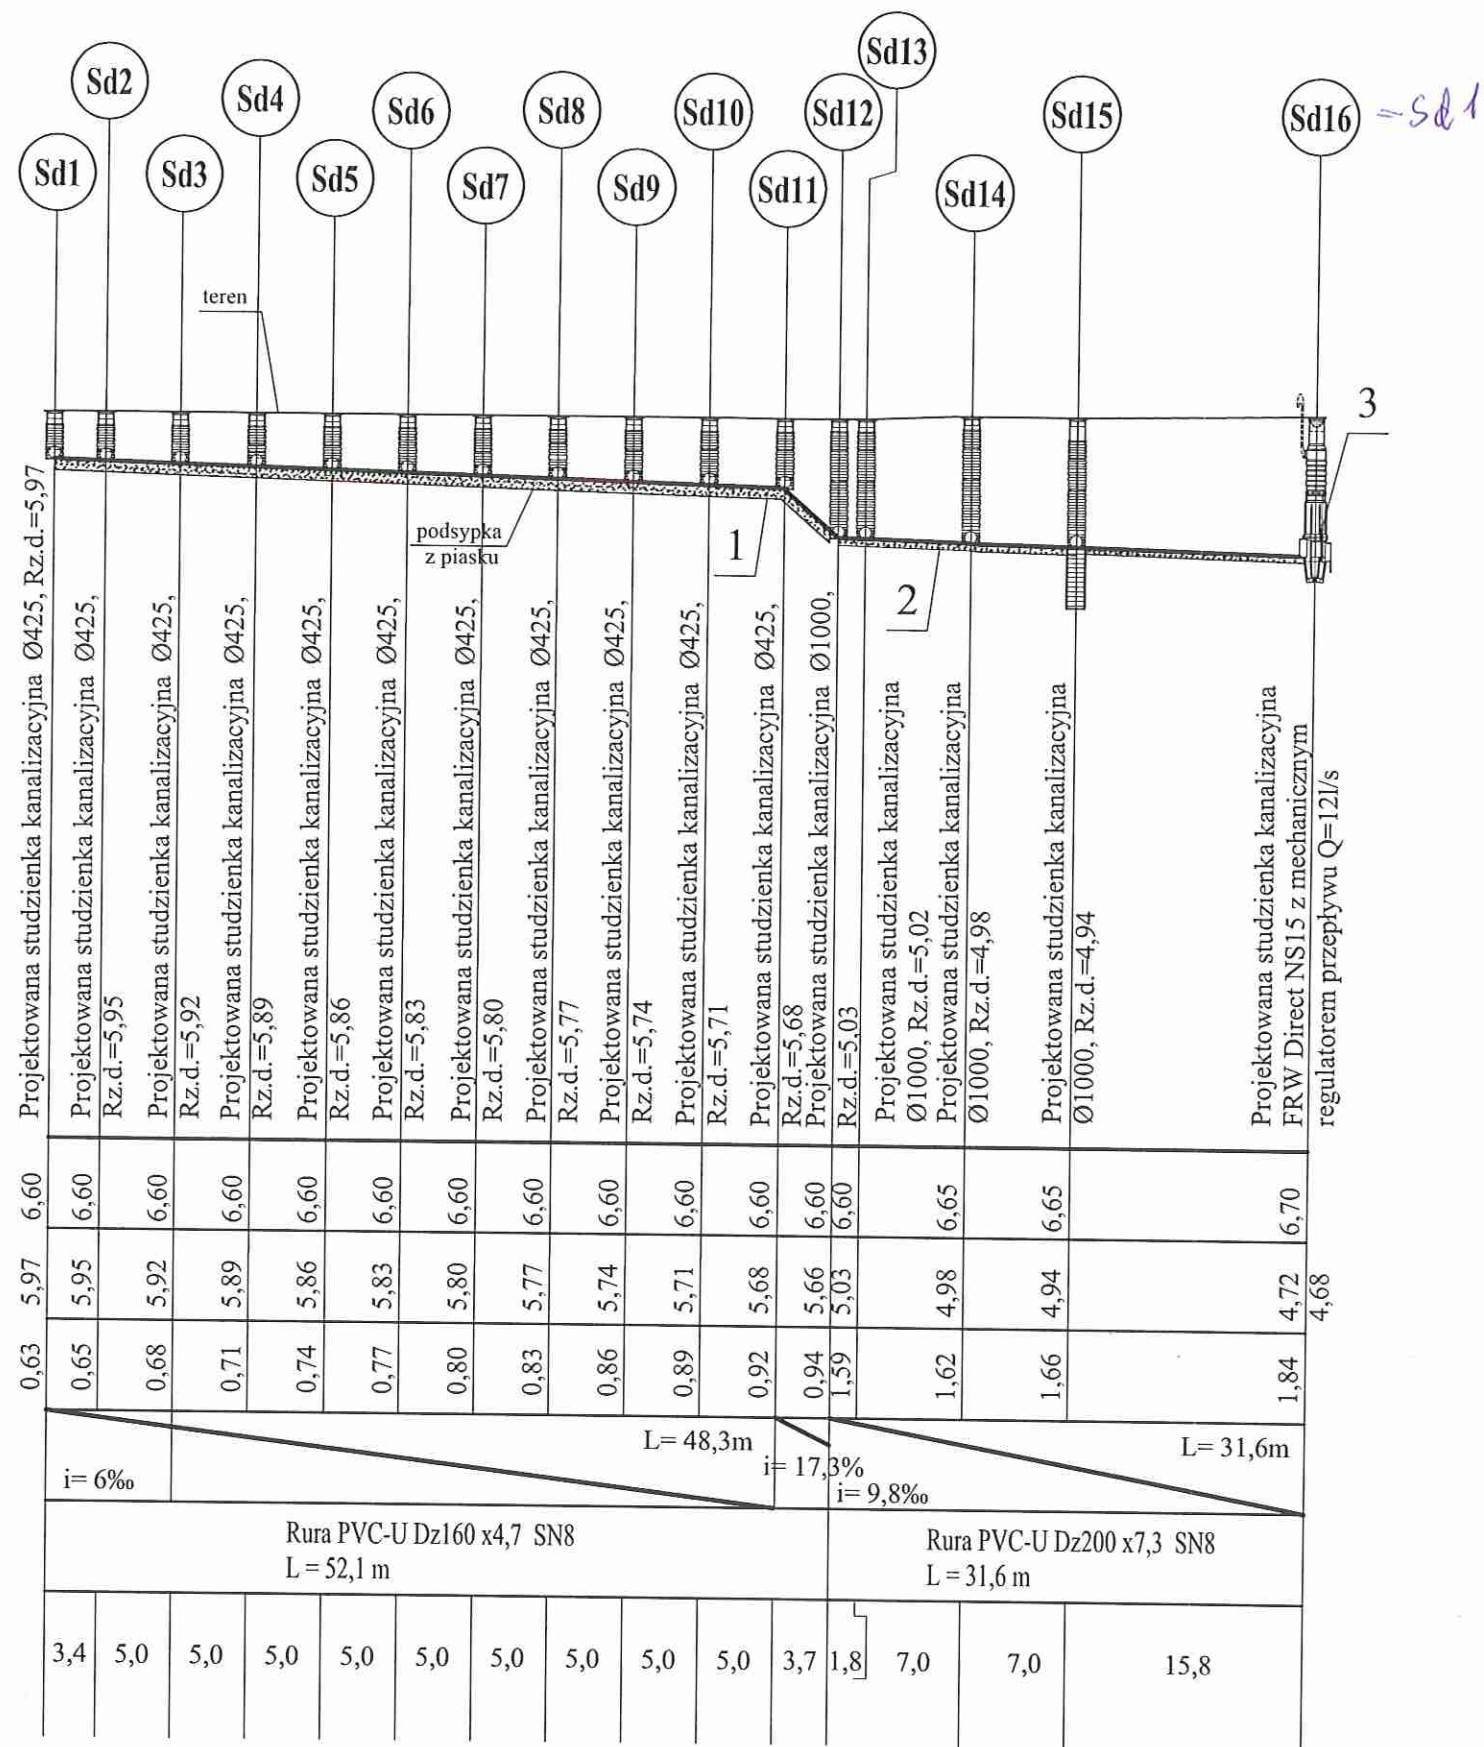 Sd1
Sd2
Sd3
Sd4
Sd5
Sd6
Sd7
Sd8
Sd9
Sd10
Sd11
Sd12
Sd13
Sd14
Sd15
Sd16
=Sd 1
teren
podsypka
z piasku
1
2
3
Projektowana studzienka kanalizacyjna Ø425, Rz.d.=5,97
Projektowana studzienka kanalizacyjna Ø425,
Rz.d.=5,95
Projektowana studzienka kanalizacyjna Ø425,
Rz.d.=5,92
Projektowana studzienka kanalizacyjna Ø425,
Rz.d.=5,89
Projektowana studzienka kanalizacyjna Ø425,
Rz.d.=5,86
Projektowana studzienka kanalizacyjna Ø425,
Rz.d.=5,83
Projektowana studzienka kanalizacyjna Ø425,
Rz.d.=5,80
Projektowana studzienka kanalizacyjna Ø425,
Rz.d.=5,77
Projektowana studzienka kanalizacyjna Ø425,
Rz.d.=5,74
Projektowana studzienka kanalizacyjna Ø425,
Rz.d.=5,71
Projektowana studzienka kanalizacyjna Ø425,
Rz.d.=5,68
Projektowana studzienka kanalizacyjna Ø1000,
Rz.d.=5,03
Projektowana studzienka kanalizacyjna
Ø1000, Rz.d.=5,02
Projektowana studzienka kanalizacyjna
Ø1000, Rz.d.=4,98
Projektowana studzienka kanalizacyjna
Ø1000, Rz.d.=4,94
Projektowana studzienka kanalizacyjna
FRW Direct NS15 z mechanicznym
regulatorem przepływu Q=12l/s
6,60 6,60 6,60 6,60 6,60 6,60 6,60 6,60 6,60 6,60 6,60 6,60 6,60 6,65 6,65 6,70
5,97 5,95 5,92 5,89 5,86 5,83 5,80 5,77 5,74 5,71 5,68 5,66 5,03 4,98 4,94 4,72 4,68
0,63 0,65 0,68 0,71 0,74 0,77 0,80 0,83 0,86 0,89 0,92 0,94 1,59 1,62 1,66 1,84
L= 48,3m
L= 31,6m
i= 6‰
i= 17,3%
i= 9,8‰
Rura PVC-U Dz160 x4,7 SN8
L = 52,1 m
Rura PVC-U Dz200 x7,3 SN8
L = 31,6 m
3,4 5,0 5,0 5,0 5,0 5,0 5,0 5,0 5,0 5,0 3,7 1,8 7,0 7,0 15,8